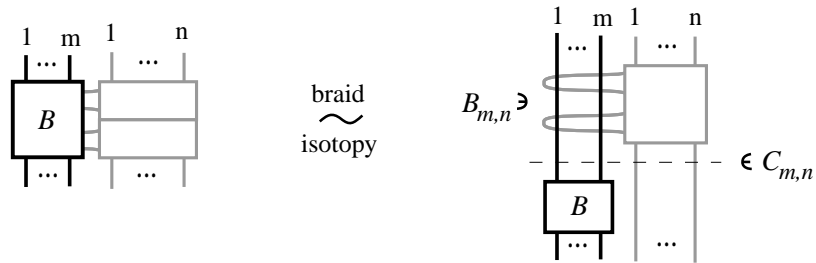 1 m 1 n
... ...
B
... ...
braid
isotopy
1 m 1 n
... ...
B_{m,n} ∍
∊ C_{m,n}
B
... ...